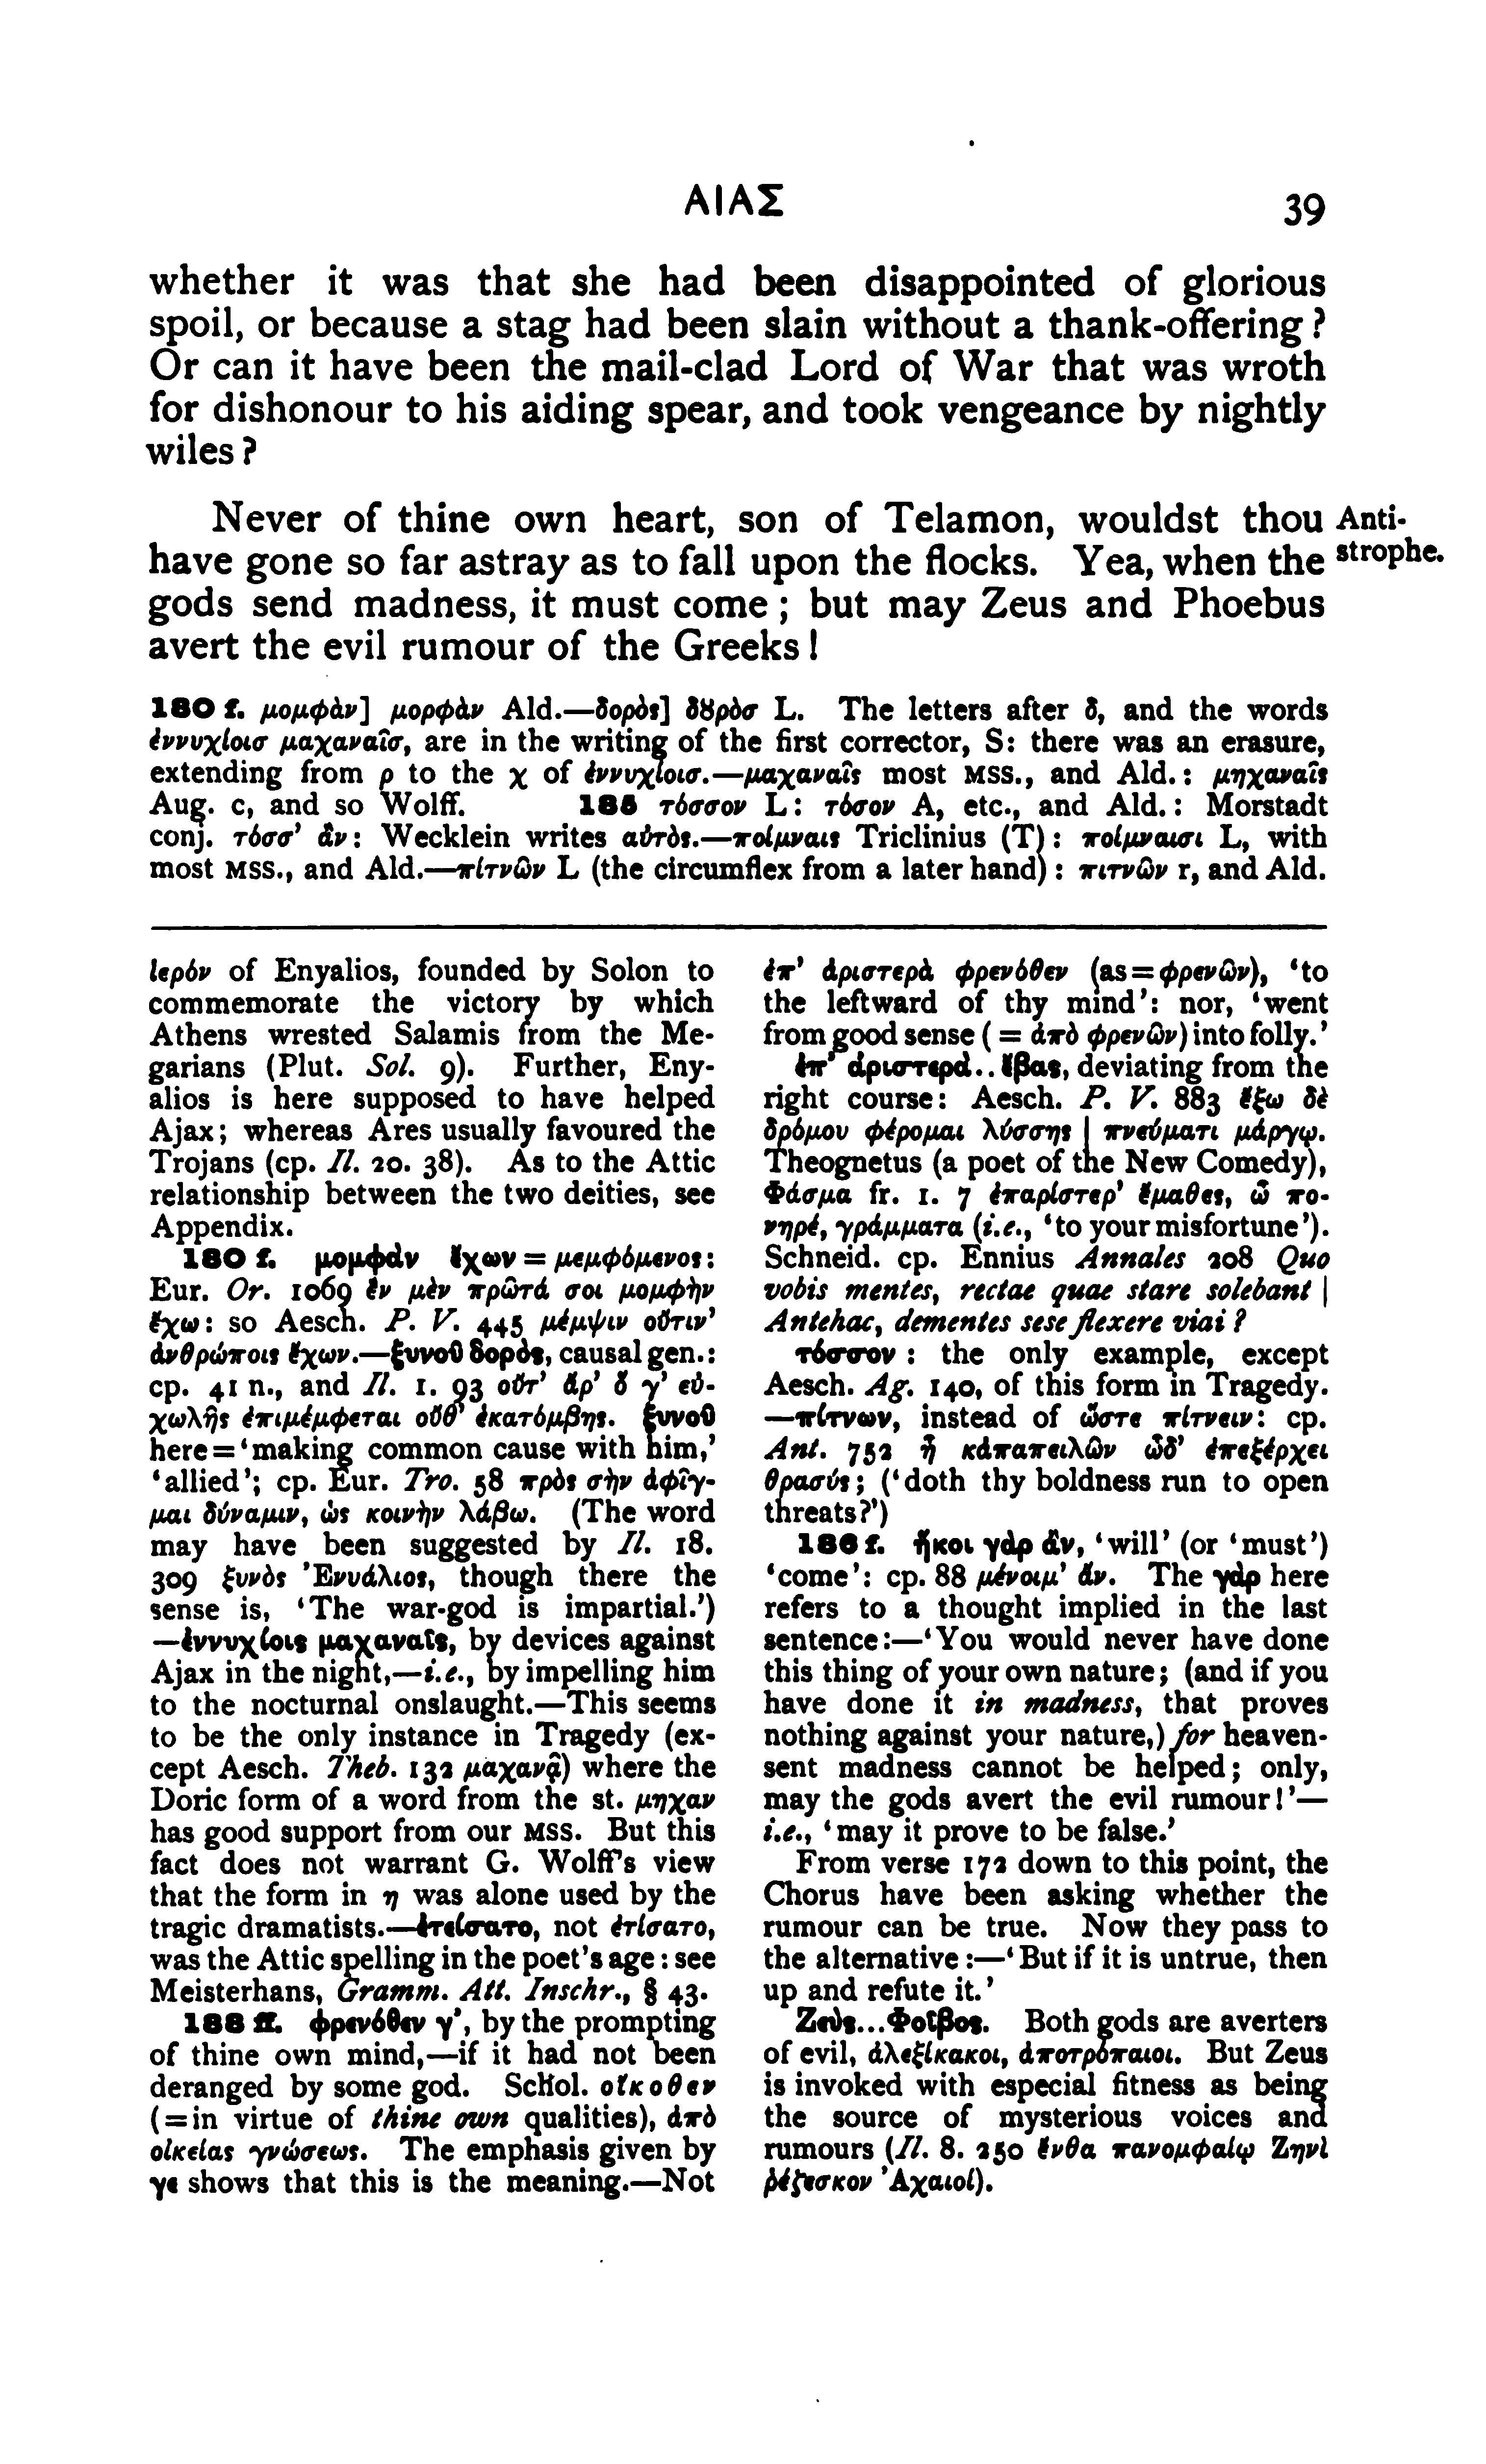 ΑΙΑΣ
39
whether it was that she had been disappointed of glorious
spoil, or because a stag had been slain without a thank-offering?
Or can it have been the mail-clad Lord of War that was wroth
for dishonour to his aiding spear, and took vengeance by nightly
wiles?
Never of thine own heart, son of Telamon, wouldst thou
have gone so far astray as to fall upon the flocks. Yea, when the
gods send madness, it must come; but may Zeus and Phoebus
avert the evil rumour of the Greeks!
Anti-
strophe.
180 f. μομφὰν] μορφὰν Ald.—δορὸς] δȣρὸσ L. The letters after δ, and the words
ἐννυχίοισ μαχαναῖσ, are in the writing of the first corrector, S: there was an erasure,
extending from ρ to the χ of ἐννυχίοισ.—μαχαναῖς most MSS., and Ald.: μηχαναῖς
Aug. c, and so Wolff. 185 τόσσον L: τόσον A, etc., and Ald.: Morstadt
conj. τόσσ’ ἂν: Wecklein writes αὐτὸς.—ποίμναις Triclinius (T): ποίμναισι L, with
most MSS., and Ald.—πίτνῶν L (the circumflex from a later hand): πιτνῶν r, and Ald.
ἱερόν of Enyalios, founded by Solon to
commemorate the victory by which
Athens wrested Salamis from the Me-
garians (Plut. Sol. 9). Further, Eny-
alios is here supposed to have helped
Ajax; whereas Ares usually favoured the
Trojans (cp. Il. 20. 38). As to the Attic
relationship between the two deities, see
Appendix.
180 f. μομφάν ἔχων = μεμφόμενος:
Eur. Or. 1069 ἓν μὲν πρῶτά σοι μομφὴν
ἔχω: so Aesch. P. V. 445 μέμψιν οὔτιν’
ἀνθρώποις ἔχων.—ξυνοῦ δορὸς, causal gen.:
cp. 41 n., and Il. 1. 93 οὔτ’ ἄρ’ ὅ γ’ εὐ-
χωλῆς ἐπιμέμφεται οὔθ’ ἑκατόμβης. ξυνοῦ
here=‘making common cause with him,’
‘allied’; cp. Eur. Tro. 58 πρὸς σὴν ἀφῖγ-
μαι δύναμιν, ὡς κοινὴν λάβω. (The word
may have been suggested by Il. 18.
309 ξυνὸς Ἐνυάλιος, though there the
sense is, ‘The war-god is impartial.’)
—ἐννυχίοις μαχαναῖς, by devices against
Ajax in the night,—i.e., by impelling him
to the nocturnal onslaught.—This seems
to be the only instance in Tragedy (ex-
cept Aesch. Theb. 132 μαχανᾷ) where the
Doric form of a word from the st. μηχαν
has good support from our MSS. But this
fact does not warrant G. Wolff's view
that the form in η was alone used by the
tragic dramatists.—ἐτείσατο, not ἐτίσατο,
was the Attic spelling in the poet's age: see
Meisterhans, Gramm. Att. Inschr., § 43.
183 ff. φρενόθεν γ’, by the prompting
of thine own mind,—if it had not been
deranged by some god. Schol. οἴκοθεν
(=in virtue of thine own qualities), ἀπὸ
οἰκείας γνώσεως. The emphasis given by
γε shows that this is the meaning.—Not
ἐπ’ ἀριστερὰ φρενόθεν (as=φρενῶν), ‘to
the leftward of thy mind’: nor, ‘went
from good sense (= ἀπὸ φρενῶν) into folly.’
ἐπ’ ἀριστερά..ἔβας, deviating from the
right course: Aesch. P. V. 883 ἔξω δὲ
δρόμου φέρομαι λύσσης | πνεύματι μάργῳ.
Theognetus (a poet of the New Comedy),
Φάσμα fr. 1. 7 ἐπαρίστερ’ ἔμαθες, ὦ πο-
νηρέ, γράμματα (i.e., ‘to your misfortune’).
Schneid. cp. Ennius Annales 208 Quo
vobis mentes, rectae quae stare solebant |
Antehac, dementes sese flexere viai?
τόσσον: the only example, except
Aesch. Ag. 140, of this form in Tragedy.
—πίτνων, instead of ὥστε πίτνειν: cp.
Ant. 752 ἦ κἀπαπειλῶν ὧδ’ ἐπεξέρχει
θρασύς; (‘doth thy boldness run to open
threats?’)
186 f. ἥκοι γὰρ ἄν, ‘will’ (or ‘must’)
‘come’: cp. 88 μένοιμ’ ἄν. The γὰρ here
refers to a thought implied in the last
sentence:—‘You would never have done
this thing of your own nature; (and if you
have done it in madness, that proves
nothing against your nature,) for heaven-
sent madness cannot be helped; only,
may the gods avert the evil rumour!’—
i.e., ‘may it prove to be false.’
From verse 172 down to this point, the
Chorus have been asking whether the
rumour can be true. Now they pass to
the alternative:—‘But if it is untrue, then
up and refute it.’
Ζεὺς...Φοῖβος. Both gods are averters
of evil, ἀλεξίκακοι, ἀποτρόπαιοι. But Zeus
is invoked with especial fitness as being
the source of mysterious voices and
rumours (Il. 8. 250 ἔνθα πανομφαίῳ Ζηνὶ
ῥέζεσκον Ἀχαιοί).